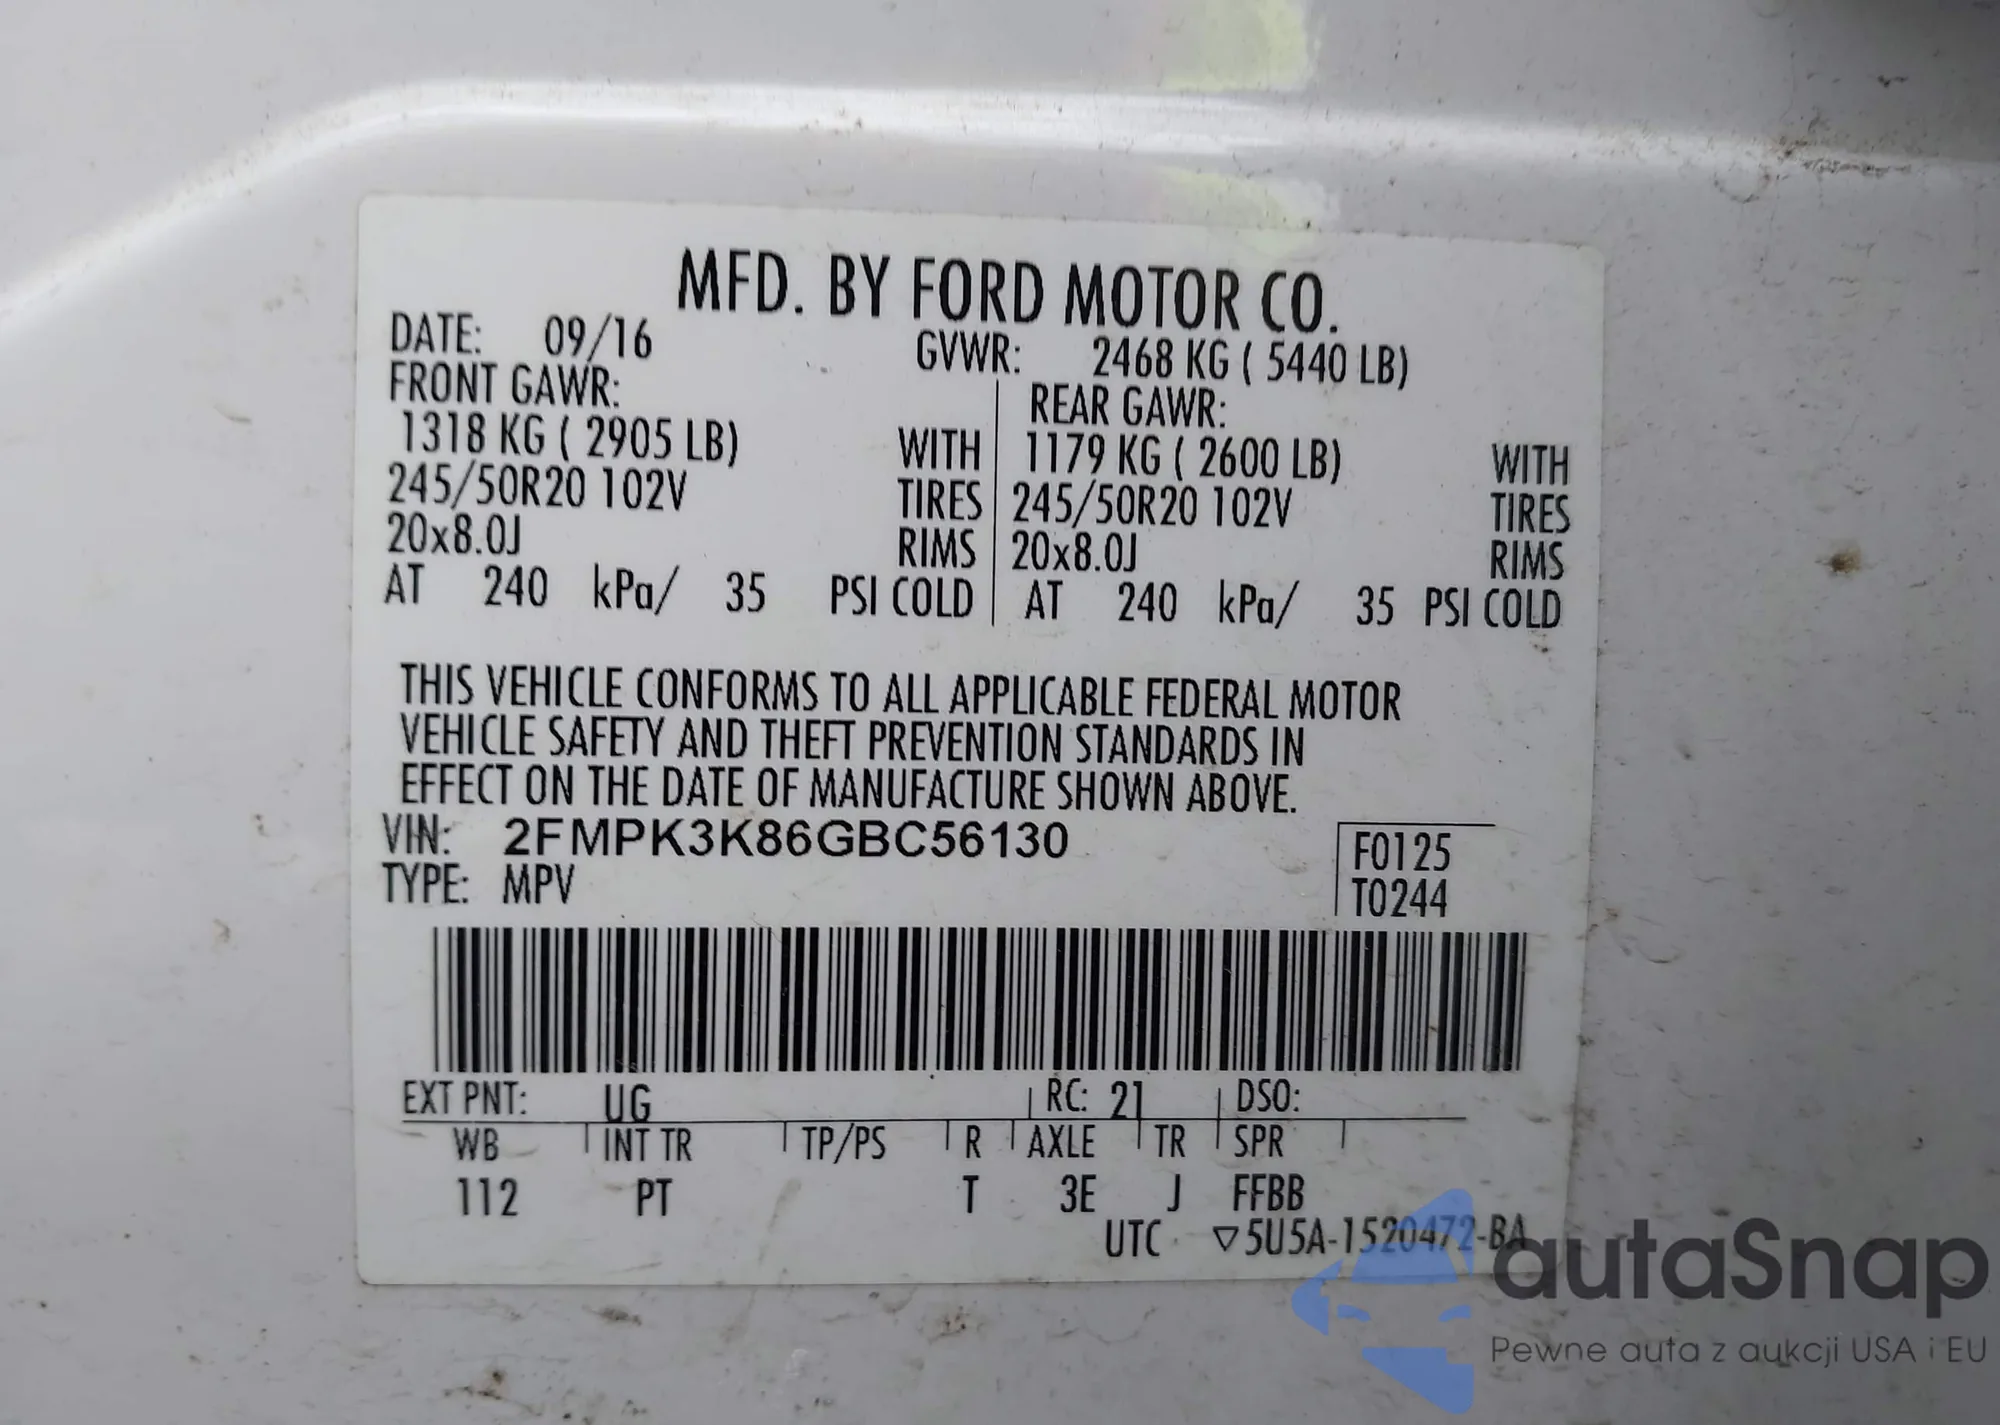 MFD. BY FORD MOTOR CO.
DATE: 09/16 GVWR: 2468 KG ( 5440 LB)
FRONT GAWR: REAR GAWR:
1318 KG ( 2905 LB) WITH 1179 KG ( 2600 LB) WITH
245/50R20 102V TIRES 245/50R20 102V TIRES
20x8.0J RIMS 20x8.0J RIMS
AT 240 kPa/ 35 PSI COLD AT 240 kPa/ 35 PSI COLD
THIS VEHICLE CONFORMS TO ALL APPLICABLE FEDERAL MOTOR
VEHICLE SAFETY AND THEFT PREVENTION STANDARDS IN
EFFECT ON THE DATE OF MANUFACTURE SHOWN ABOVE.
VIN: 2FMPK3K86GBC56130 F0125
TYPE: MPV T0244
EXT PNT: UG RC: 21 DSO:
WB INT TR TP/PS R AXLE TR SPR
112 PT T 3E J FFBB
UTC ▽5U5A-1520472-BA
autaSnap
Pewne auta z aukcji USA i EU